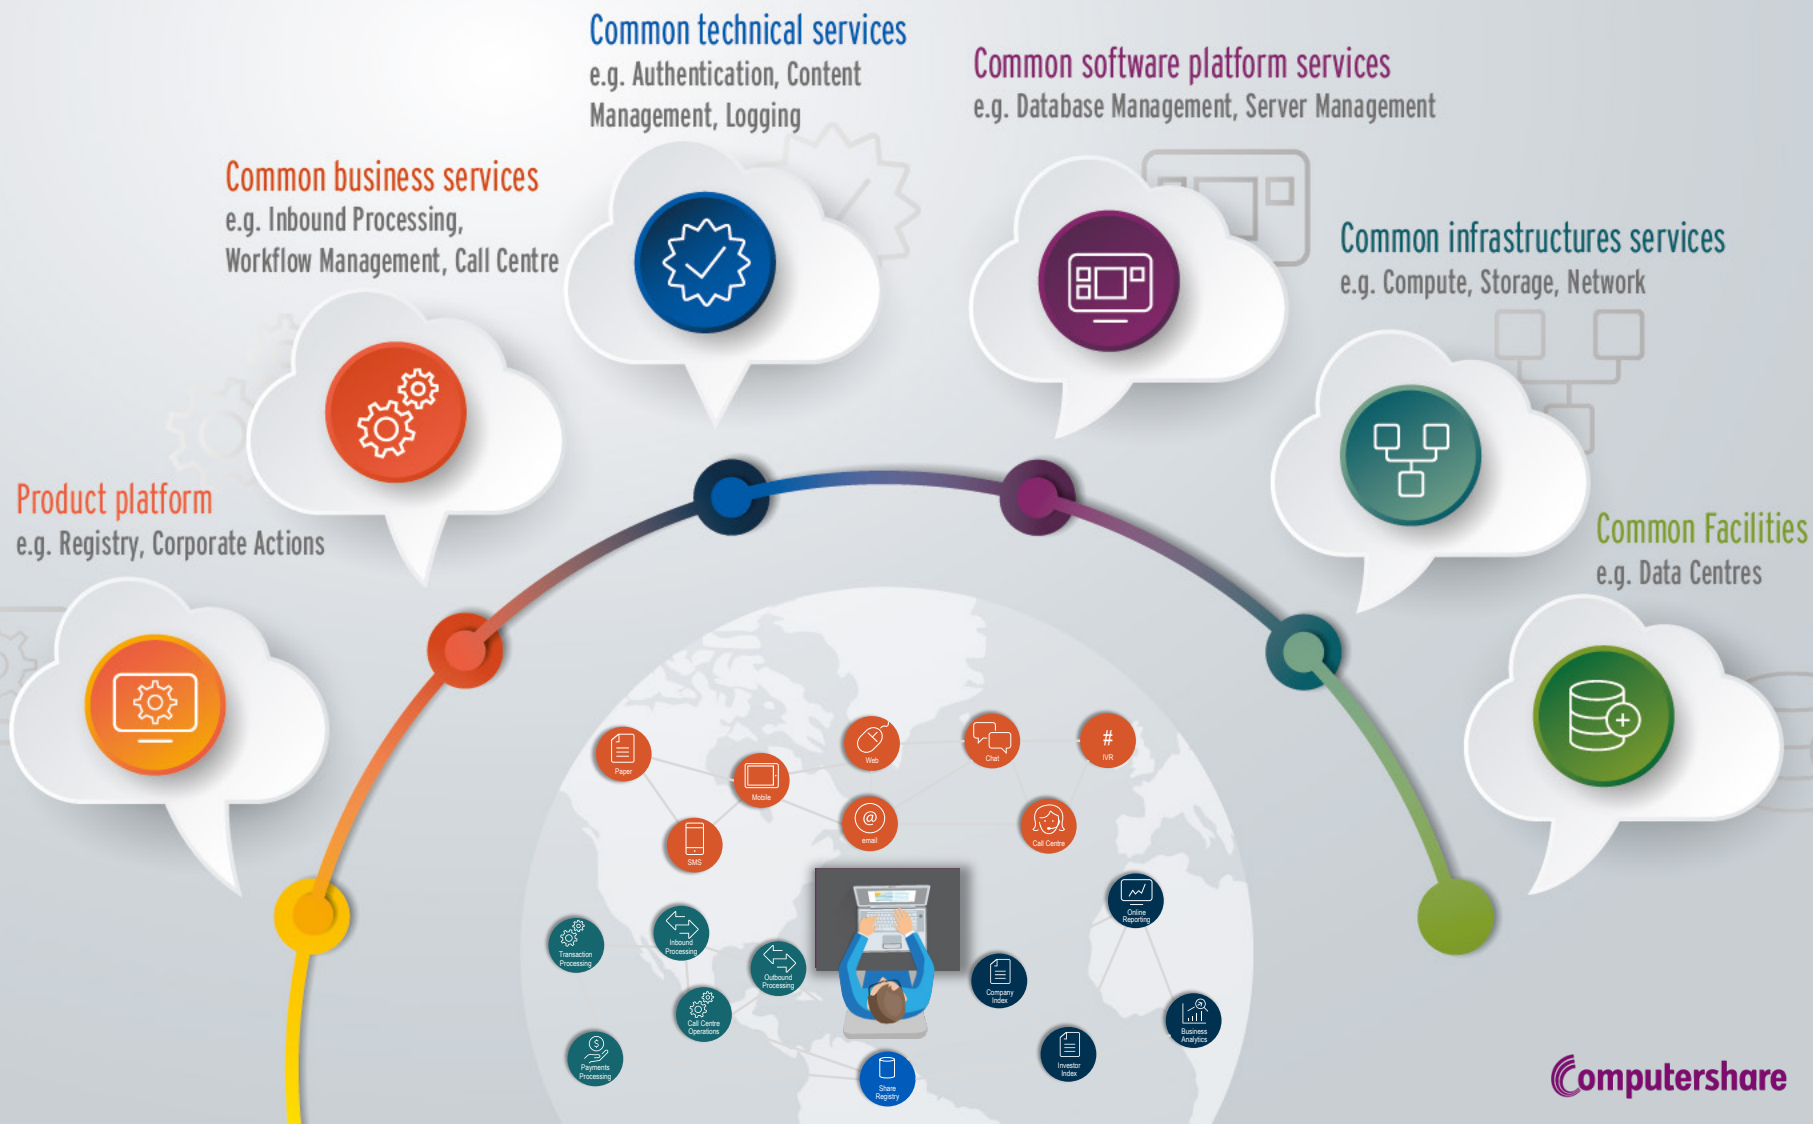 Common technical services
e.g. Authentication, Content
Management, Logging
Common software platform services
e.g. Database Management, Server Management
Common business services
e.g. Inbound Processing,
Workflow Management, Call Centre
Common infrastructures services
e.g. Compute, Storage, Network
Product platform
e.g. Registry, Corporate Actions
Common Facilities
e.g. Data Centres
Paper
Mobile
Web
Chat
#
IVR
SMS
@
email
Call Centre
Transaction
Processing
Inbound
Processing
Outbound
Processing
Call Centre
Operations
$
Payments
Processing
Online
Reporting
Company
Index
Business
Analytics
Investor
Index
Share
Registry
Computershare